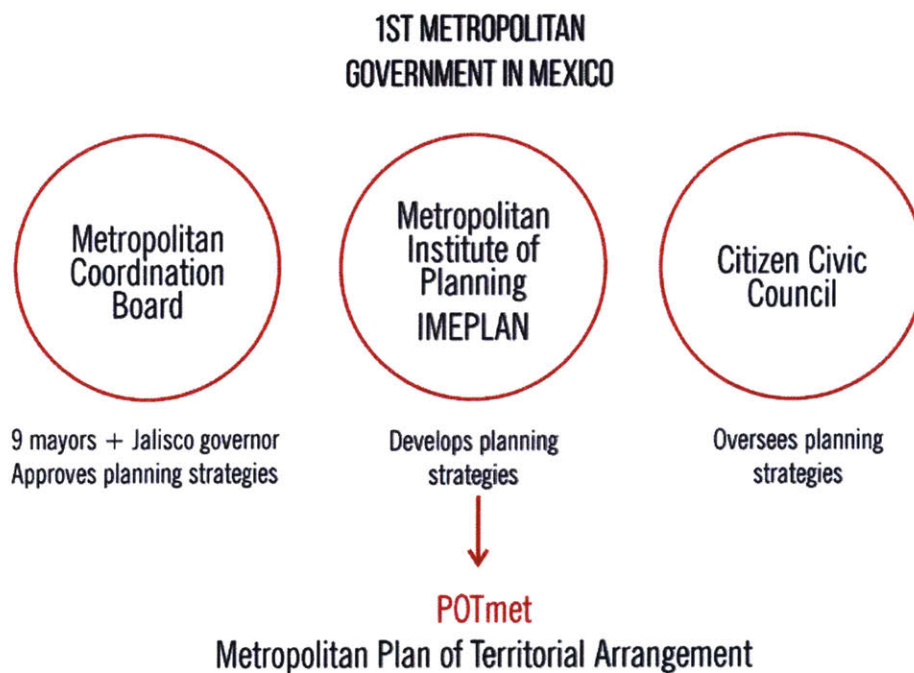 1ST METROPOLITAN
GOVERNMENT IN MEXICO
Metropolitan
Coordination
Board
Metropolitan
Institute of
Planning
IMEPLAN
Citizen Civic
Council
9 mayors + Jalisco governor
Approves planning strategies
Develops planning
strategies
Oversees planning
strategies
POTmet
Metropolitan Plan of Territorial Arrangement